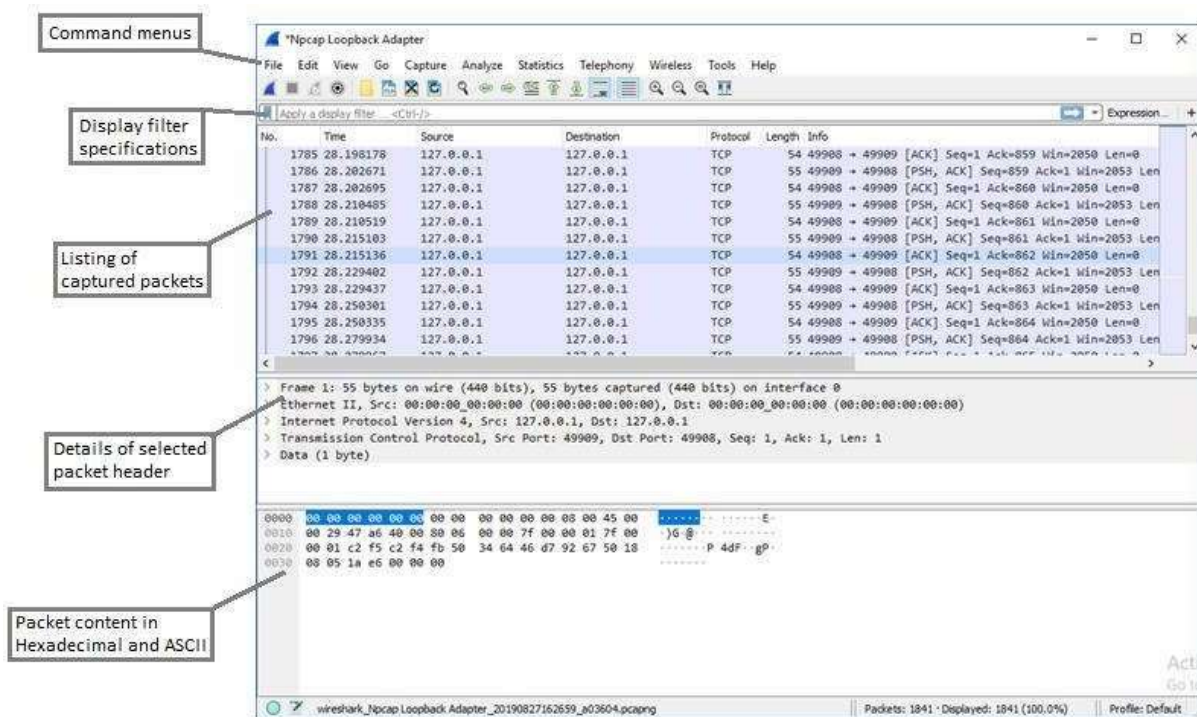 Command menus
Display filter
specifications
Listing of
captured packets
Details of selected
packet header
Packet content in
Hexadecimal and ASCII
*Npcap Loopback Adapter
File Edit View Go Capture Analyze Statistics Telephony Wireless Tools Help
Apply a display filter ... <Ctrl-/> Expression... +
No. Time Source Destination Protocol Length Info
1785 28.198178 127.0.0.1 127.0.0.1 TCP 54 49908 → 49909 [ACK] Seq=1 Ack=859 Win=2050 Len=0
1786 28.202671 127.0.0.1 127.0.0.1 TCP 55 49909 → 49908 [PSH, ACK] Seq=859 Ack=1 Win=2053 Len
1787 28.202695 127.0.0.1 127.0.0.1 TCP 54 49908 → 49909 [ACK] Seq=1 Ack=860 Win=2050 Len=0
1788 28.210485 127.0.0.1 127.0.0.1 TCP 55 49909 → 49908 [PSH, ACK] Seq=860 Ack=1 Win=2053 Len
1789 28.210519 127.0.0.1 127.0.0.1 TCP 54 49908 → 49909 [ACK] Seq=1 Ack=861 Win=2050 Len=0
1790 28.215103 127.0.0.1 127.0.0.1 TCP 55 49909 → 49908 [PSH, ACK] Seq=861 Ack=1 Win=2053 Len
1791 28.215136 127.0.0.1 127.0.0.1 TCP 54 49908 → 49909 [ACK] Seq=1 Ack=862 Win=2050 Len=0
1792 28.229402 127.0.0.1 127.0.0.1 TCP 55 49909 → 49908 [PSH, ACK] Seq=862 Ack=1 Win=2053 Len
1793 28.229437 127.0.0.1 127.0.0.1 TCP 54 49908 → 49909 [ACK] Seq=1 Ack=863 Win=2050 Len=0
1794 28.250301 127.0.0.1 127.0.0.1 TCP 55 49909 → 49908 [PSH, ACK] Seq=863 Ack=1 Win=2053 Len
1795 28.250335 127.0.0.1 127.0.0.1 TCP 54 49908 → 49909 [ACK] Seq=1 Ack=864 Win=2050 Len=0
1796 28.279934 127.0.0.1 127.0.0.1 TCP 55 49909 → 49908 [PSH, ACK] Seq=864 Ack=1 Win=2053 Len
Frame 1: 55 bytes on wire (440 bits), 55 bytes captured (440 bits) on interface 0
Ethernet II, Src: 00:00:00_00:00:00 (00:00:00:00:00:00), Dst: 00:00:00_00:00:00 (00:00:00:00:00:00)
Internet Protocol Version 4, Src: 127.0.0.1, Dst: 127.0.0.1
Transmission Control Protocol, Src Port: 49909, Dst Port: 49908, Seq: 1, Ack: 1, Len: 1
Data (1 byte)
0000 00 00 00 00 00 00 00 00 00 00 00 00 08 00 45 00 ········ ······E·
0010 00 29 47 a6 40 00 80 06 00 00 7f 00 00 01 7f 00 ·)G·@··· ········
0020 00 01 c2 f5 c2 f4 fb 50 34 64 46 d7 92 67 50 18 ·······P 4dF··gP·
0030 08 05 1a e6 00 00 00 ·······
Acti
Go to
wireshark_Npcap Loopback Adapter_20190827162659_a03604.pcapng Packets: 1841 · Displayed: 1841 (100.0%) Profile: Default